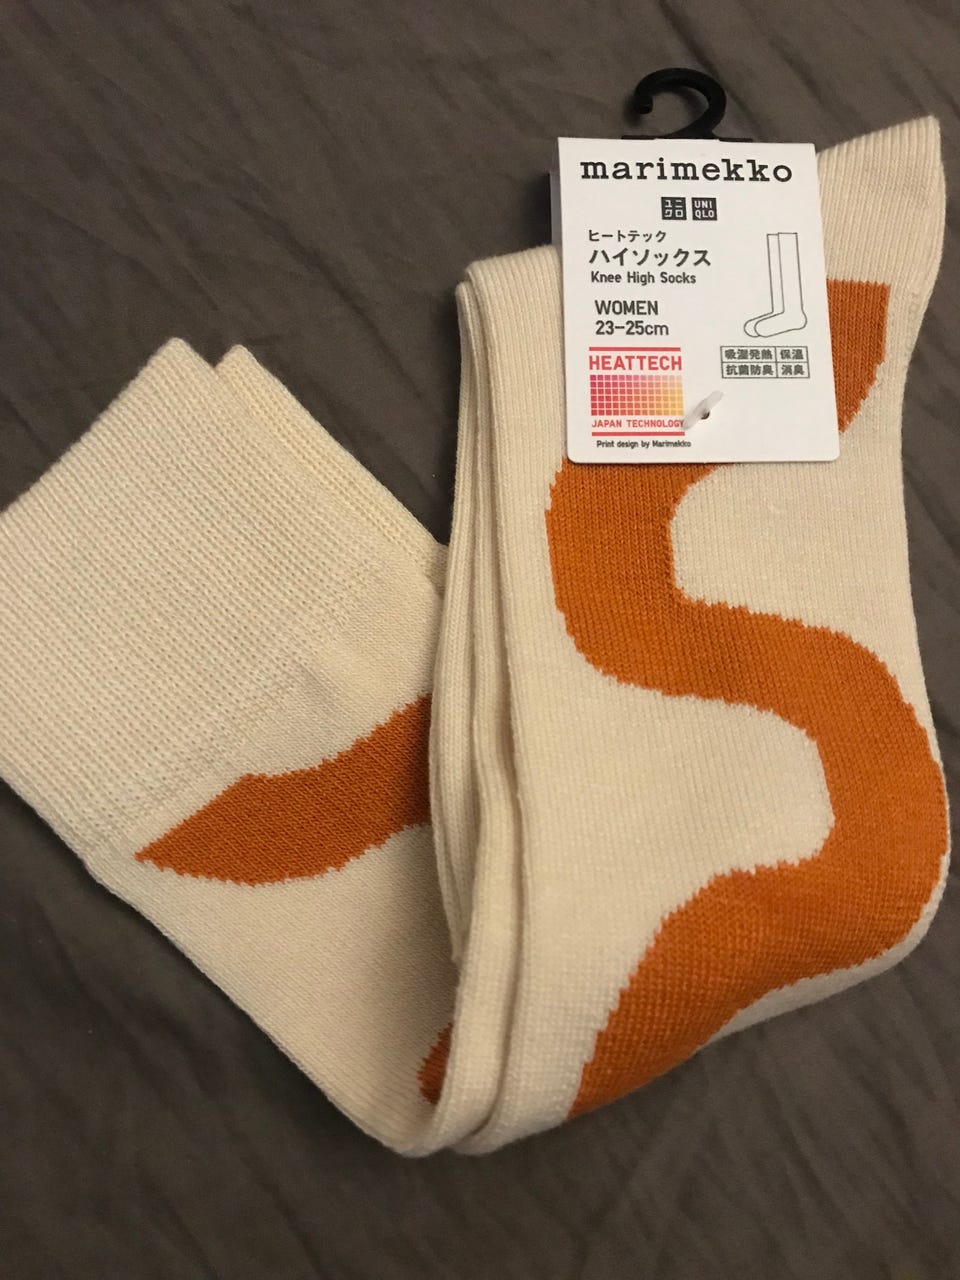 marimekko
ユニ
クロ
UNI
QLO
ヒートテック
ハイソックス
Knee High Socks
WOMEN
23-25cm
HEATTECH
JAPAN TECHNOLOGY
Print design by Marimekko
吸湿発熱 保温
抗菌防臭 消臭